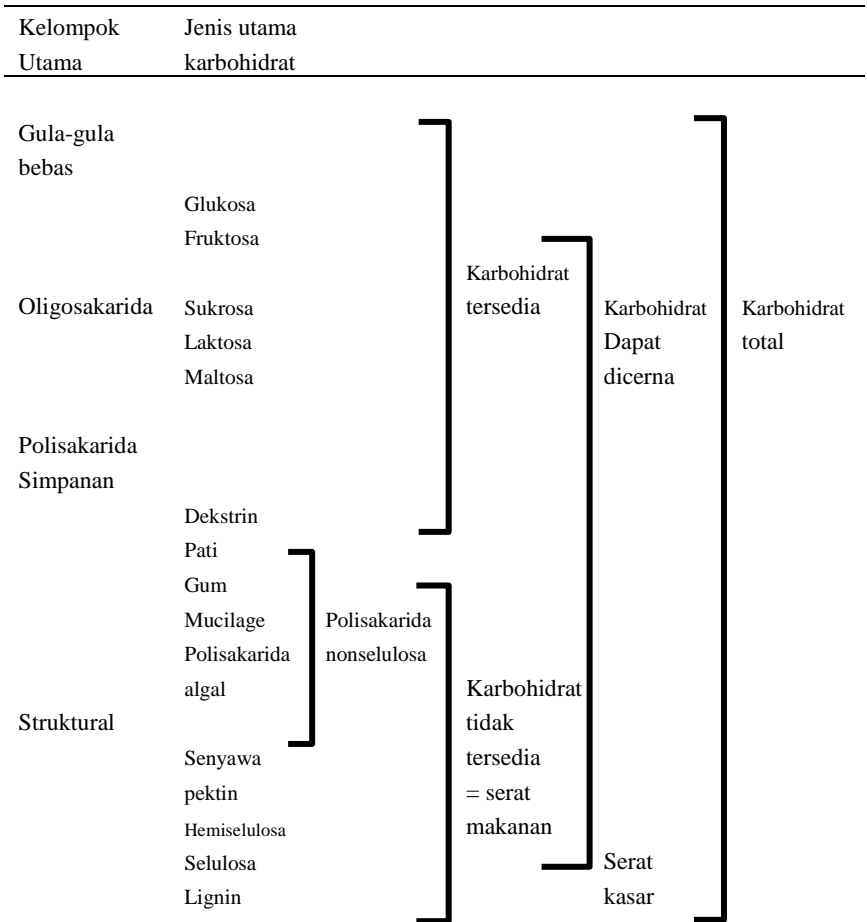 Kelompok Jenis utama
Utama karbohidrat
Gula-gula
bebas
Glukosa
Fruktosa
Karbohidrat
Oligosakarida Sukrosa tersedia Karbohidrat Karbohidrat
Laktosa Dapat total
Maltosa dicerna
Polisakarida
Simpanan
Dekstrin
Pati
Gum
Mucilage Polisakarida
Polisakarida nonselulosa
algal Karbohidrat
Struktural tidak
Senyawa tersedia
pektin = serat
Hemiselulosa makanan
Selulosa Serat
Lignin kasar